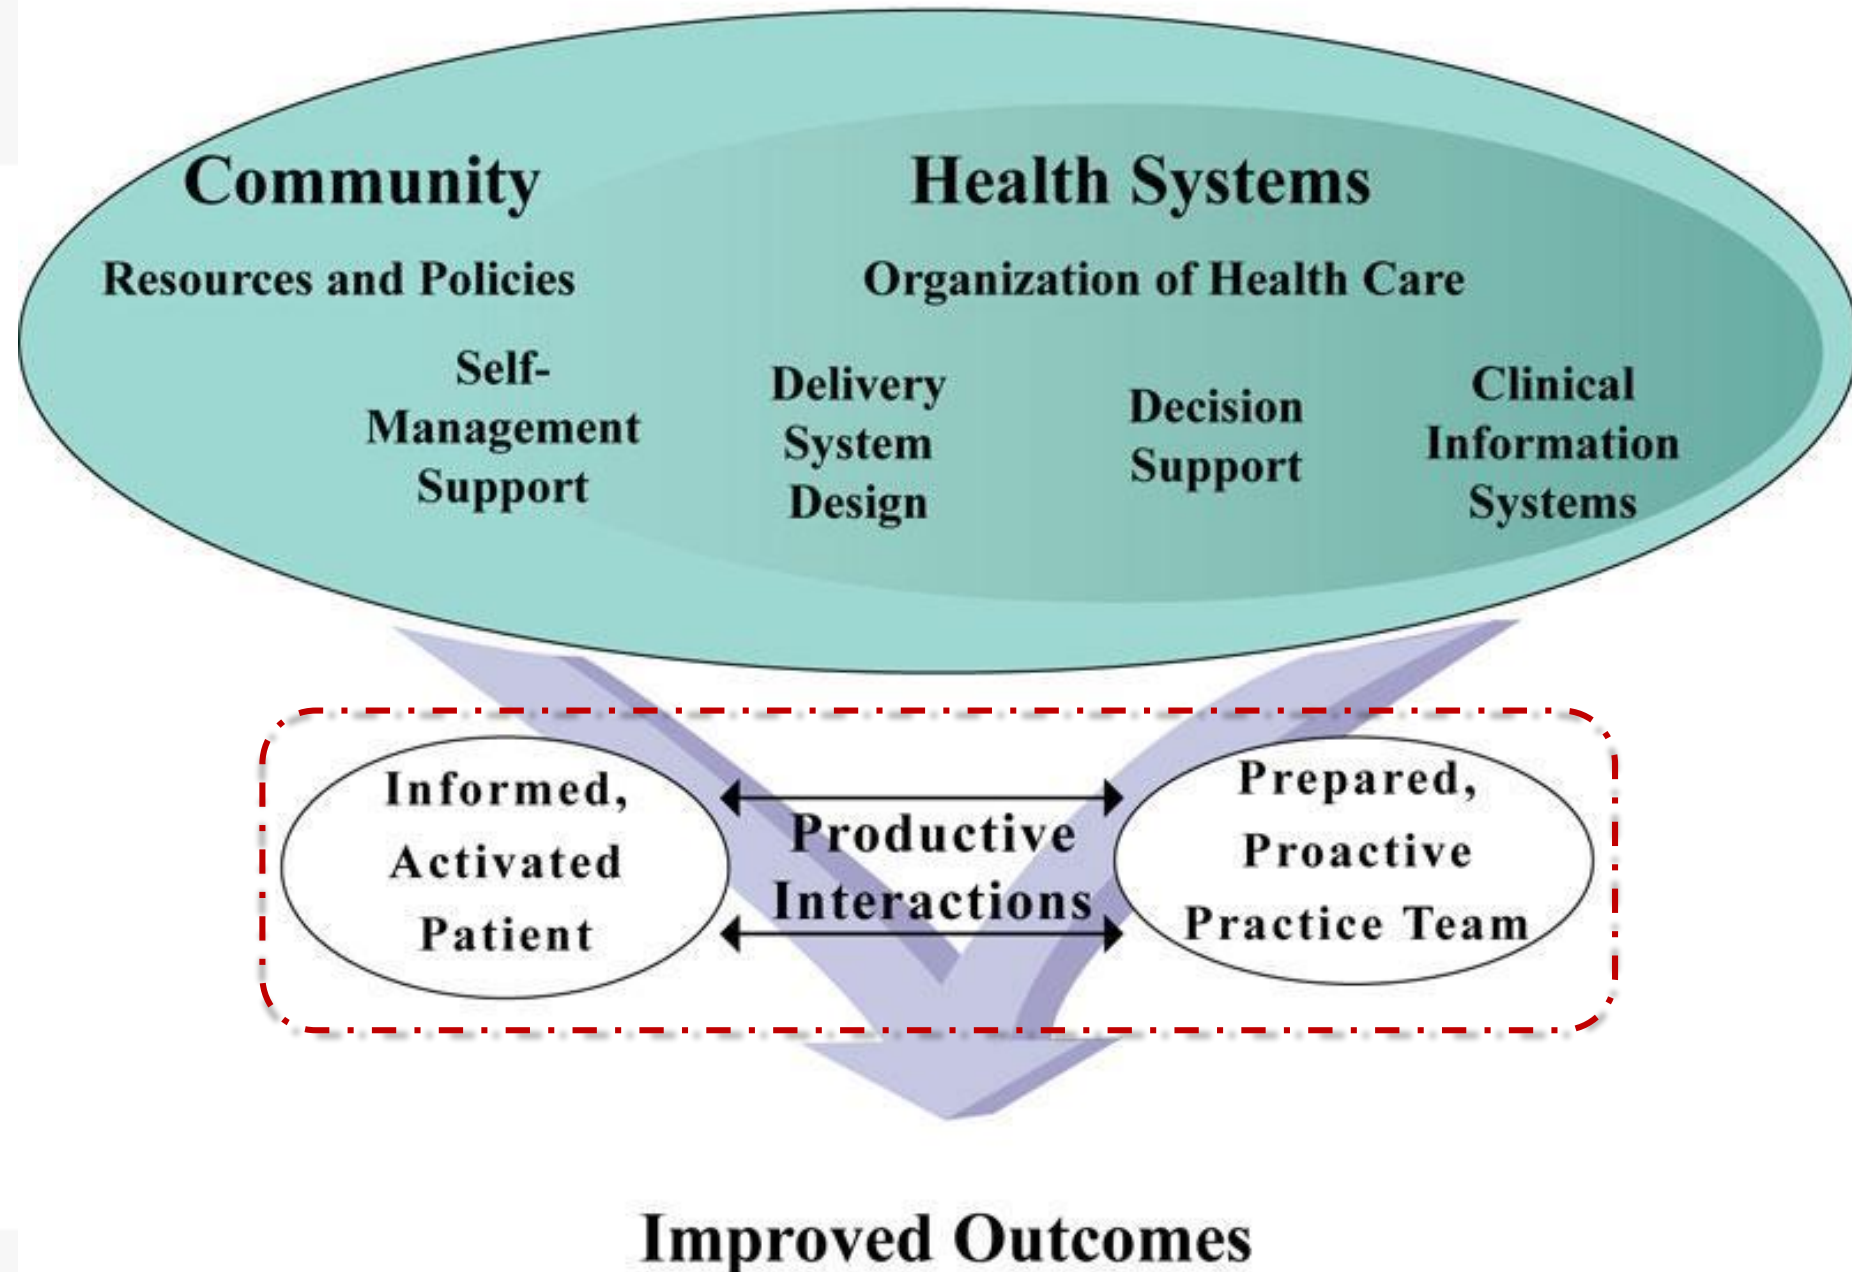 Community
Health Systems
Resources and Policies
Organization of Health Care
Self-
Management
Support
Delivery
System
Design
Decision
Support
Clinical
Information
Systems
Informed,
Activated
Patient
Productive
Interactions
Prepared,
Proactive
Practice Team
Improved Outcomes